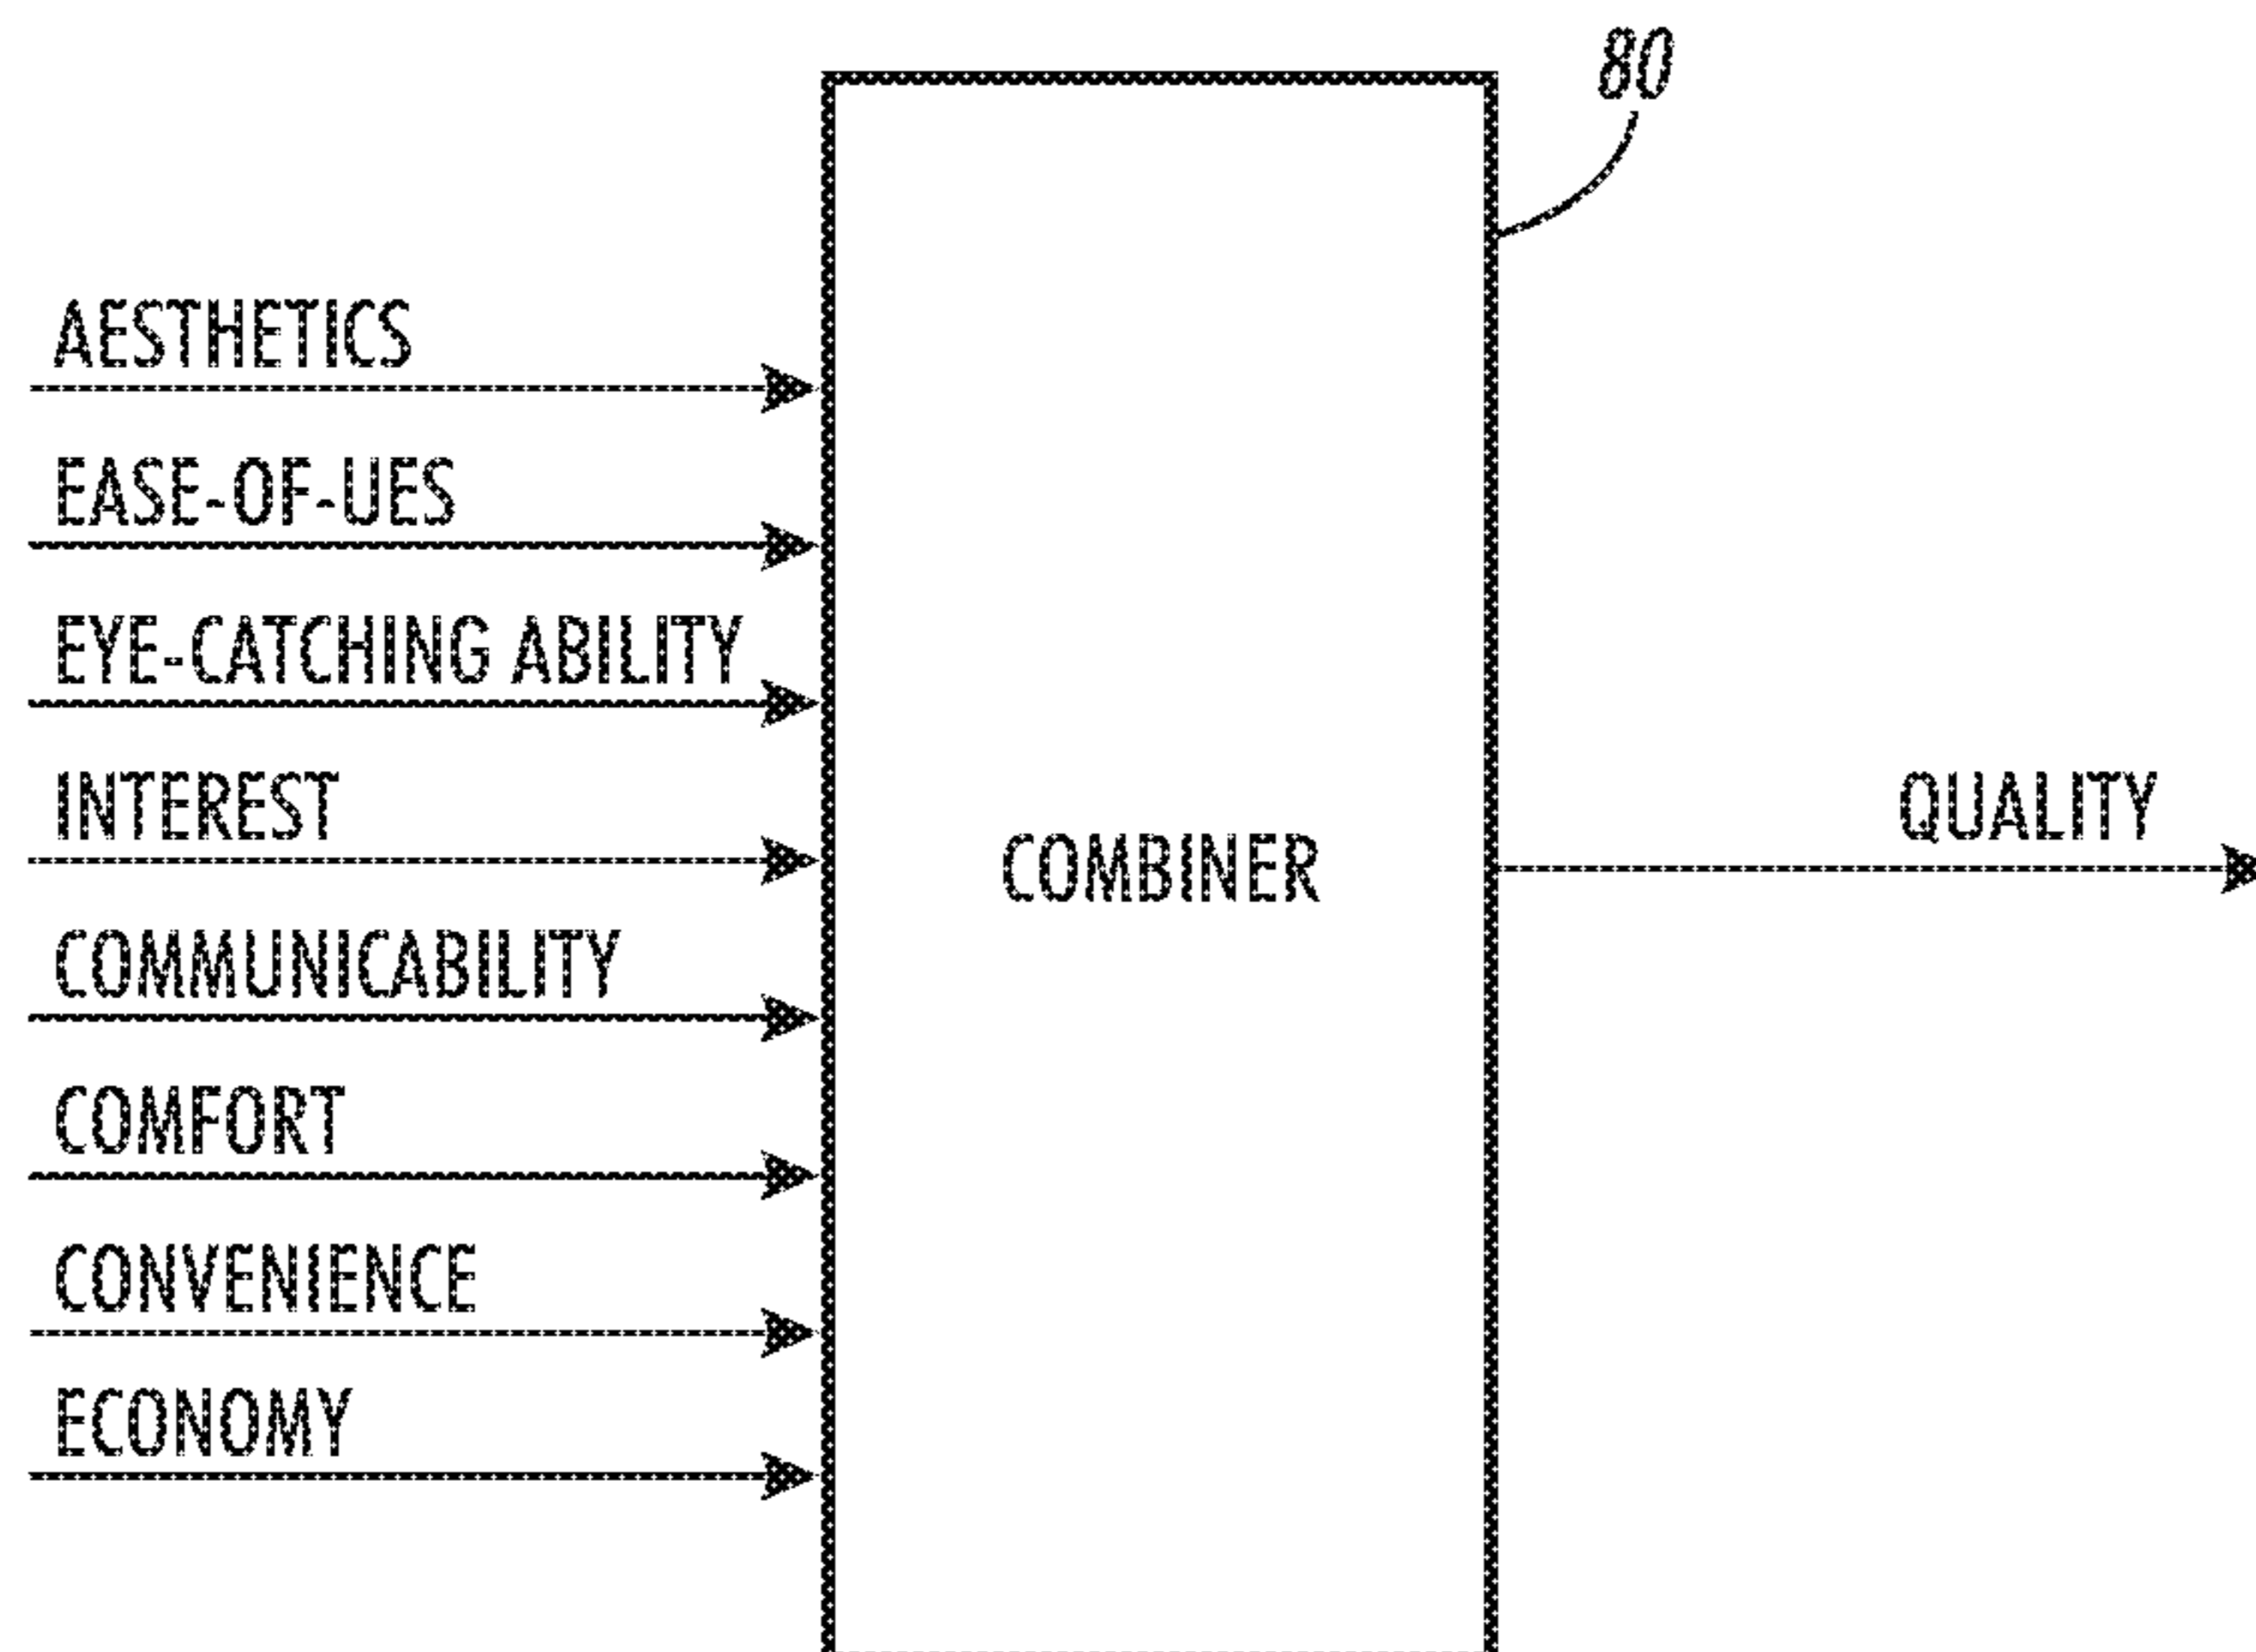 80
AESTHETICS
EASE-OF-UES
EYE-CATCHING ABILITY
INTEREST
COMMUNICABILITY
COMFORT
CONVENIENCE
ECONOMY
COMBINER
QUALITY